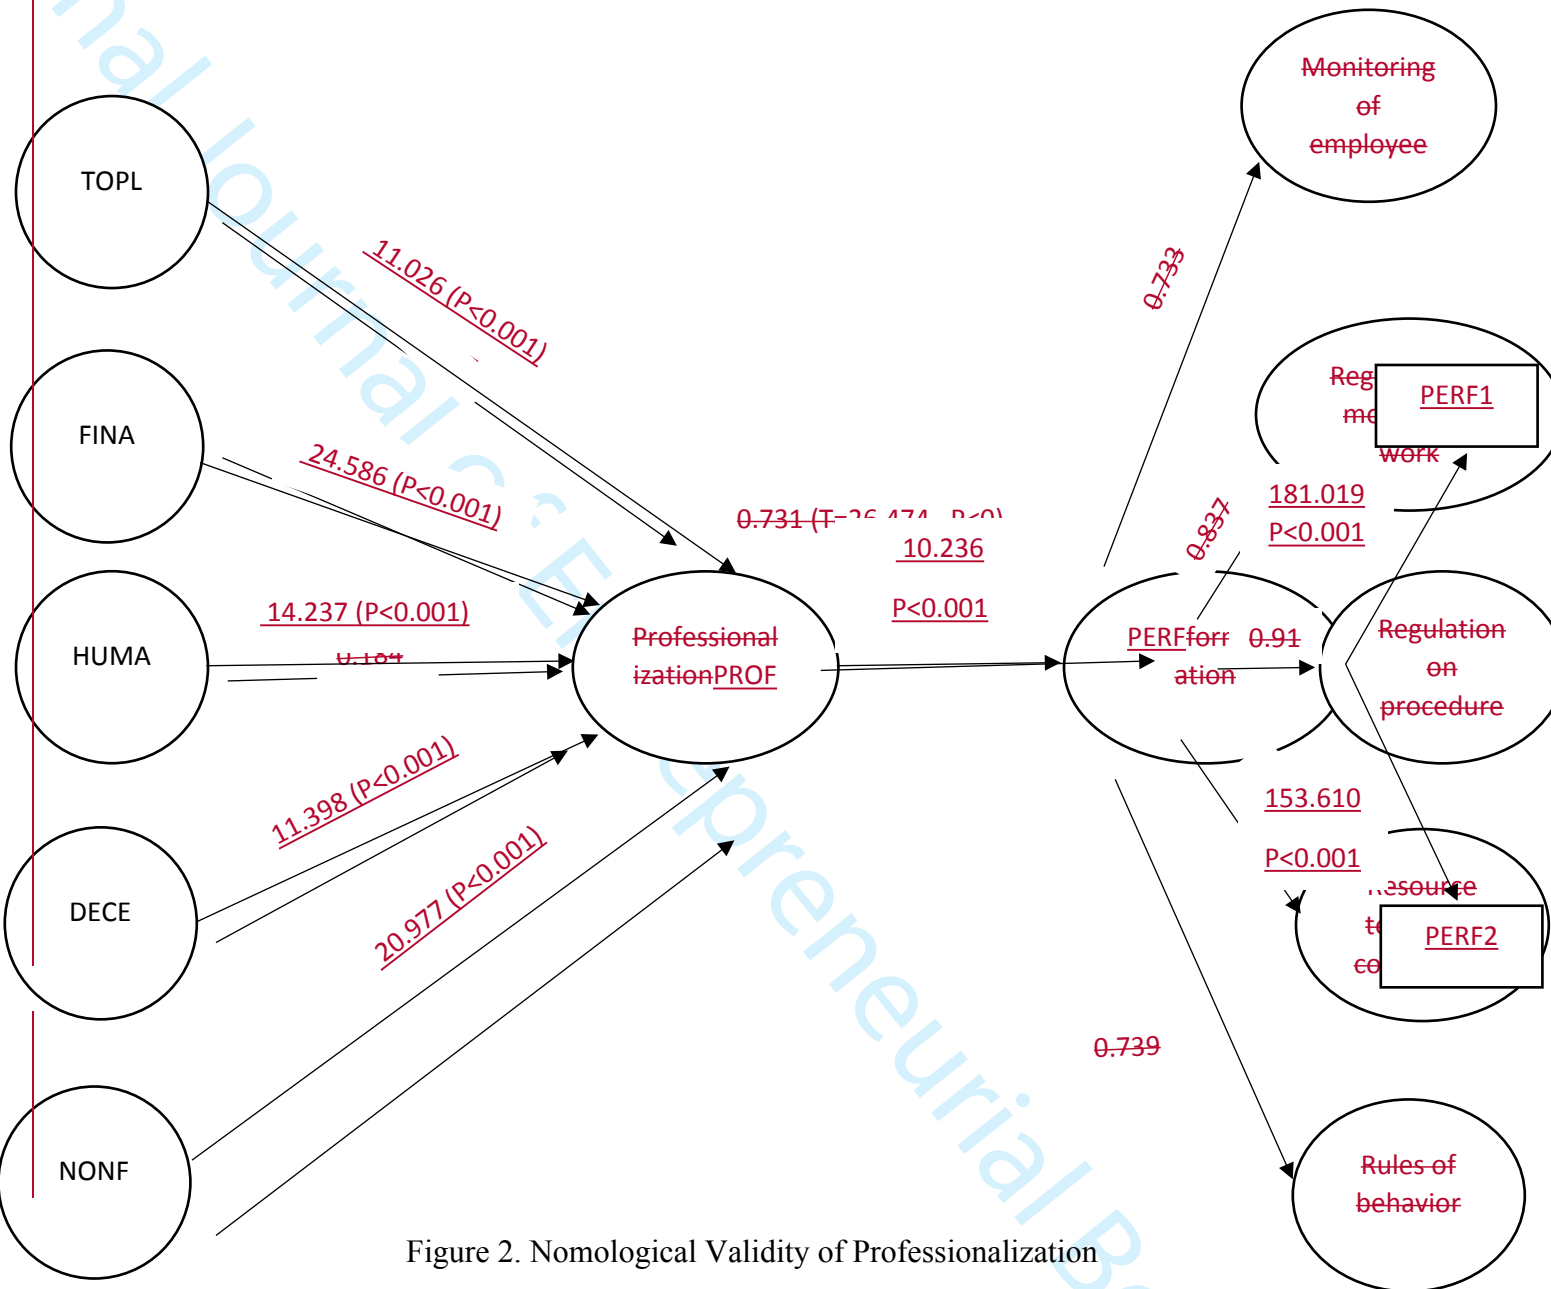 Monitoring
of
employee
TOPL
11.026 (P<0.001)
0.733
FINA
24.586 (P<0.001)
PERF1
work
181.019
P<0.001
0.837
0.731
10.236
P<0.001
14.237 (P<0.001)
0.184
HUMA
Professional
izationPROF
PERF
ation
0.91
Regulation
on
procedure
11.398 (P<0.001)
153.610
P<0.001
20.977 (P<0.001)
DECE
PERF2
0.739
NONF
Rules of
behavior
Figure 2. Nomological Validity of Professionalization